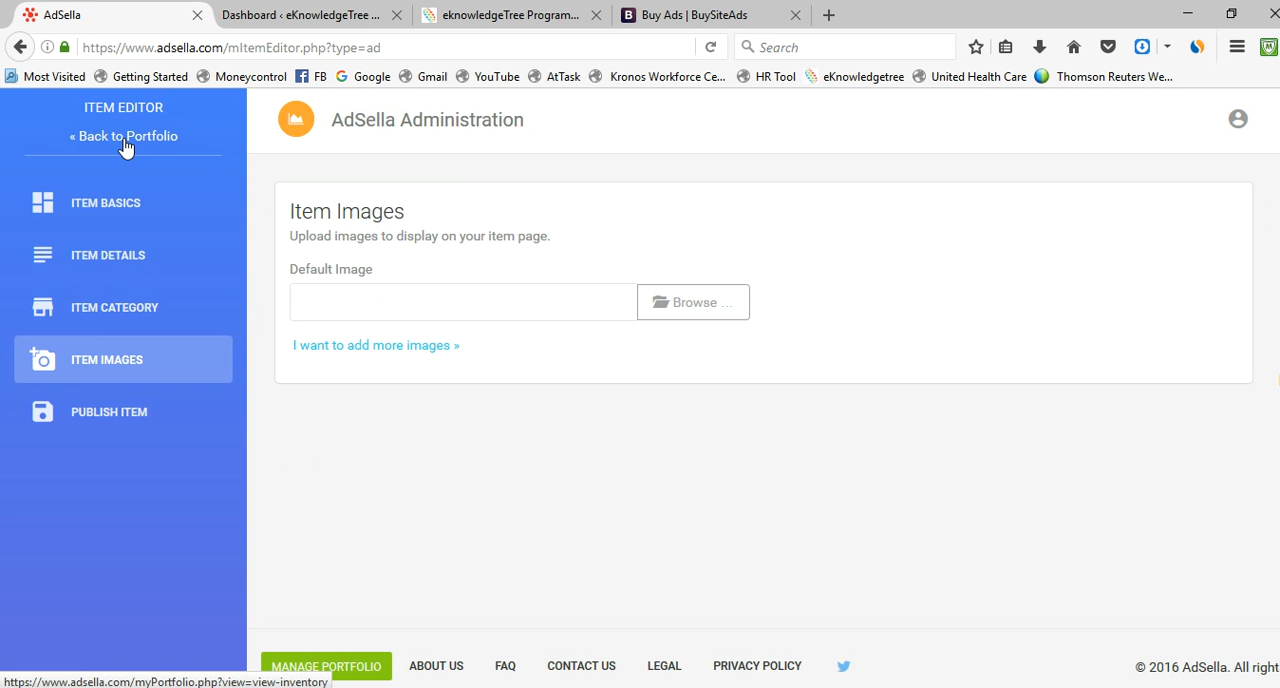 AdSella
Dashboard ‹ eKnowledgeTree ...
eknowledgeTree Program...
B Buy Ads | BuySiteAds
https://www.adsella.com/mItemEditor.php?type=ad
Search
Most Visited
Getting Started
Moneycontrol
FB
Google
Gmail
YouTube
AtTask
Kronos Workforce Ce...
HR Tool
eKnowledgetree
United Health Care
Thomson Reuters We...
ITEM EDITOR
« Back to Portfolio
ITEM BASICS
ITEM DETAILS
ITEM CATEGORY
ITEM IMAGES
PUBLISH ITEM
AdSella Administration
Item Images
Upload images to display on your item page.
Default Image
Browse ...
I want to add more images »
MANAGE PORTFOLIO
ABOUT US
FAQ
CONTACT US
LEGAL
PRIVACY POLICY
© 2016 AdSella. All right
https://www.adsella.com/myPortfolio.php?view=view-inventory